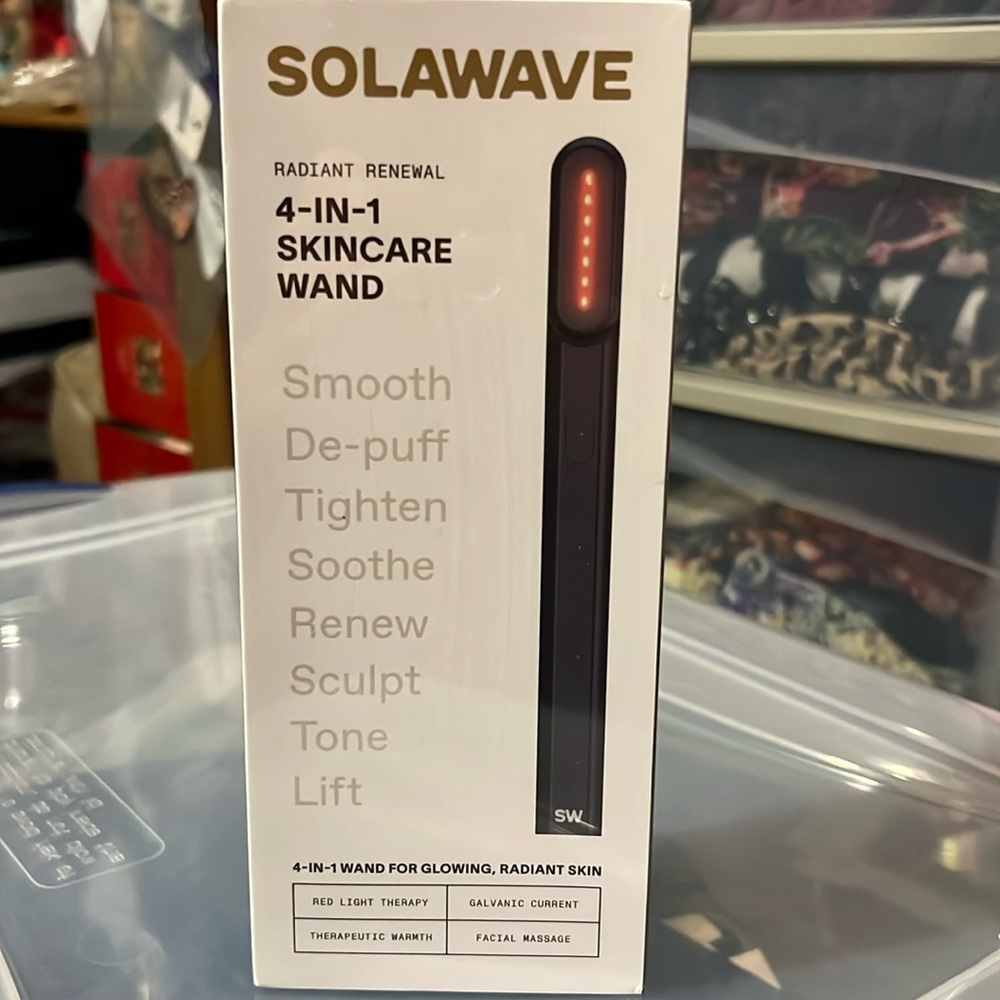 SOLAWAVE
RADIANT RENEWAL
4-IN-1
SKINCARE
WAND
Smooth
De-puff
Tighten
Soothe
Renew
Sculpt
Tone
Lift
SW
4-IN-1 WAND FOR GLOWING, RADIANT SKIN
RED LIGHT THERAPY
GALVANIC CURRENT
THERAPEUTIC WARMTH
FACIAL MASSAGE